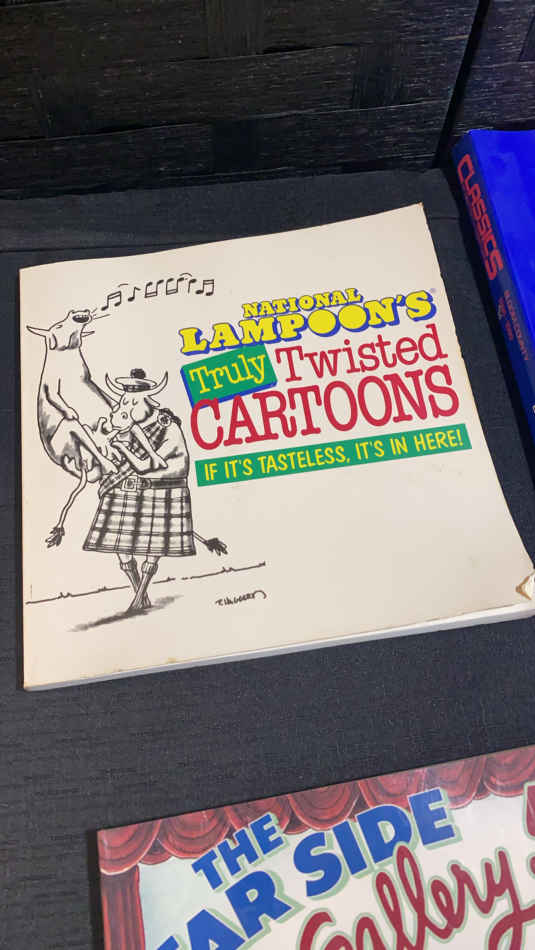 NATIONAL
LAMPOON'S®
Truly Twisted
CARTOONS
IF IT'S TASTELESS, IT'S IN HERE!
CLASSICS
THE
FAR SIDE
Gallery